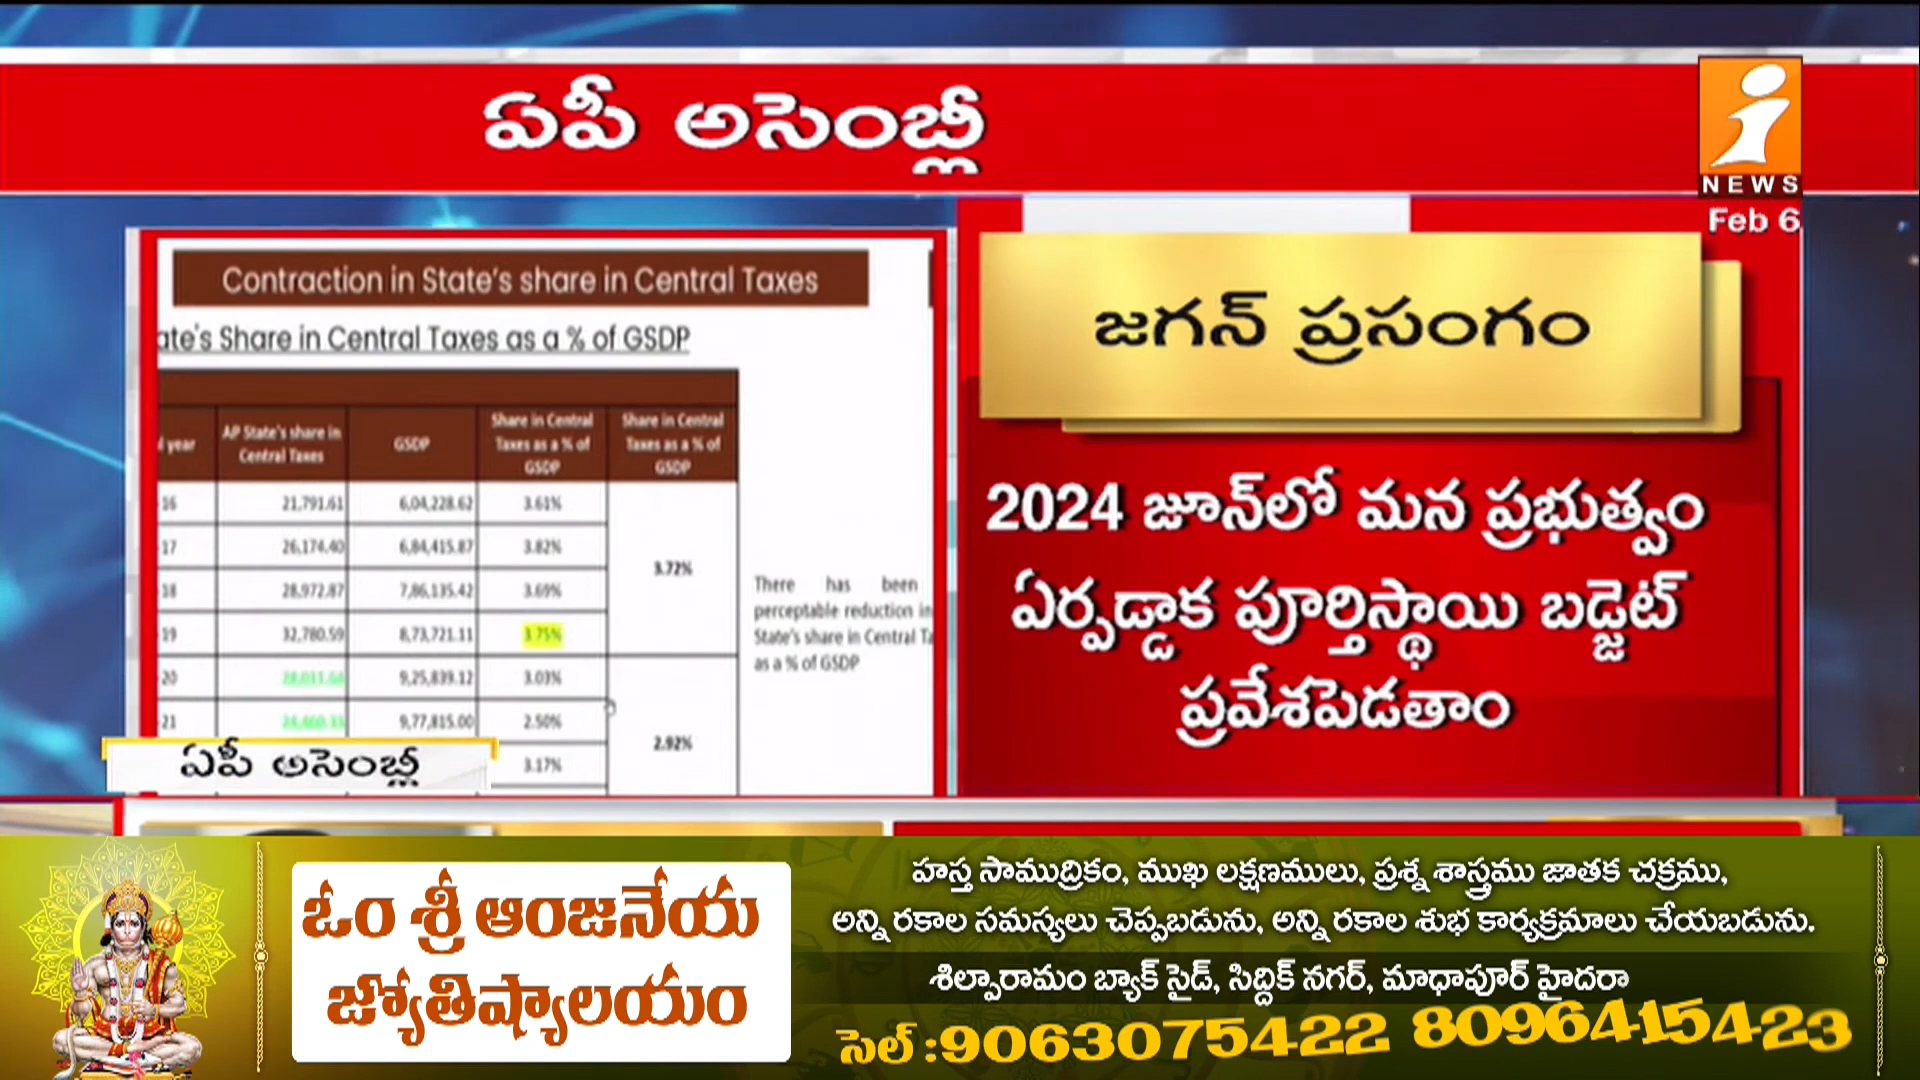 ఏపీ అసెంబ్లీ
i
NEWS
Feb 6
Contraction in State's share in Central Taxes
ate's Share in Central Taxes as a % of GSDP
l year AP State's share in Central Taxes GSDP Share in Central Taxes as a % of GSDP Share in Central Taxes as a % of GSDP
16 21,791.61 6,04,228.62 3.61%
17 26,174.40 6,84,415.87 3.82%
3.72%
18 28,972.87 7,86,135.42 3.69%
19 32,780.59 8,73,721.11 3.75%
20 9,25,839.12 3.03%
21 9,77,815.00 2.50%
2.92%
3.17%
There has been
perceptable reduction in
State's share in Central Ta
as a % of GSDP
జగన్ ప్రసంగం
2024 జూన్‌లో మన ప్రభుత్వం
ఏర్పడ్డాక పూర్తిస్థాయి బడ్జెట్
ప్రవేశపెడతాం
ఏపీ అసెంబ్లీ
ఓం శ్రీ ఆంజనేయ
జ్యోతిష్యాలయం
హస్త సాముద్రికం, ముఖ లక్షణములు, ప్రశ్న శాస్త్రము జాతక చక్రము,
అన్ని రకాల సమస్యలు చెప్పబడును, అన్ని రకాల శుభ కార్యక్రమాలు చేయబడును.
శిల్పారామం బ్యాక్ సైడ్, సిద్దిక్ నగర్, మాధాపూర్ హైదరా
సెల్ :9063075422 8096415423